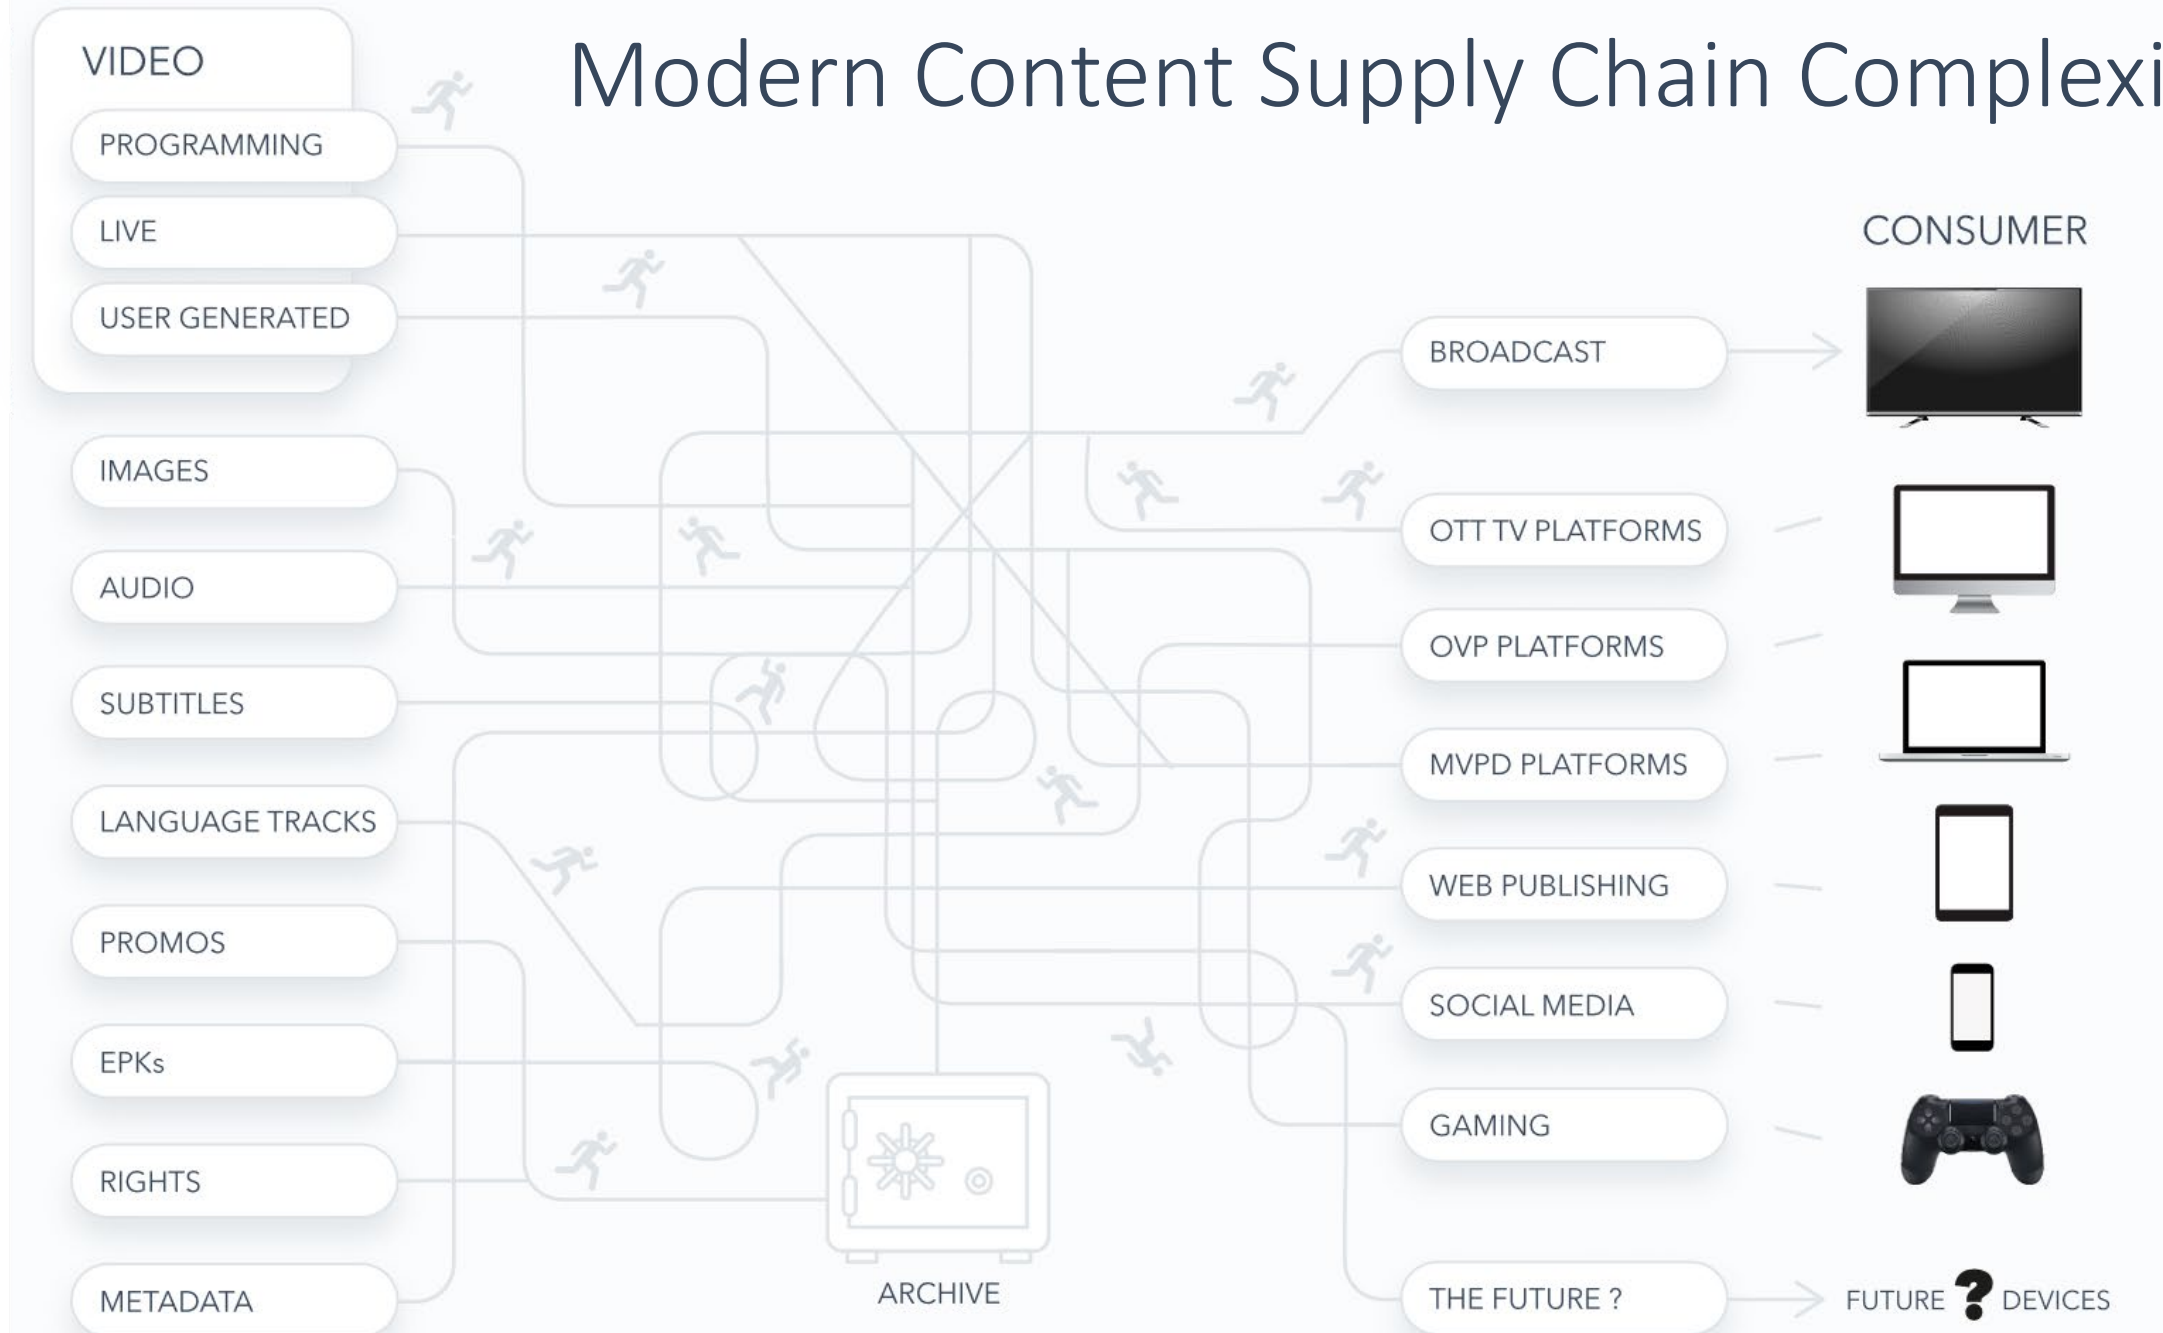 Modern Content Supply Chain Complexi
VIDEO
PROGRAMMING
LIVE
USER GENERATED
IMAGES
AUDIO
SUBTITLES
LANGUAGE TRACKS
PROMOS
EPKs
RIGHTS
METADATA
ARCHIVE
BROADCAST
OTT TV PLATFORMS
OVP PLATFORMS
MVPD PLATFORMS
WEB PUBLISHING
SOCIAL MEDIA
GAMING
THE FUTURE ?
CONSUMER
FUTURE ? DEVICES